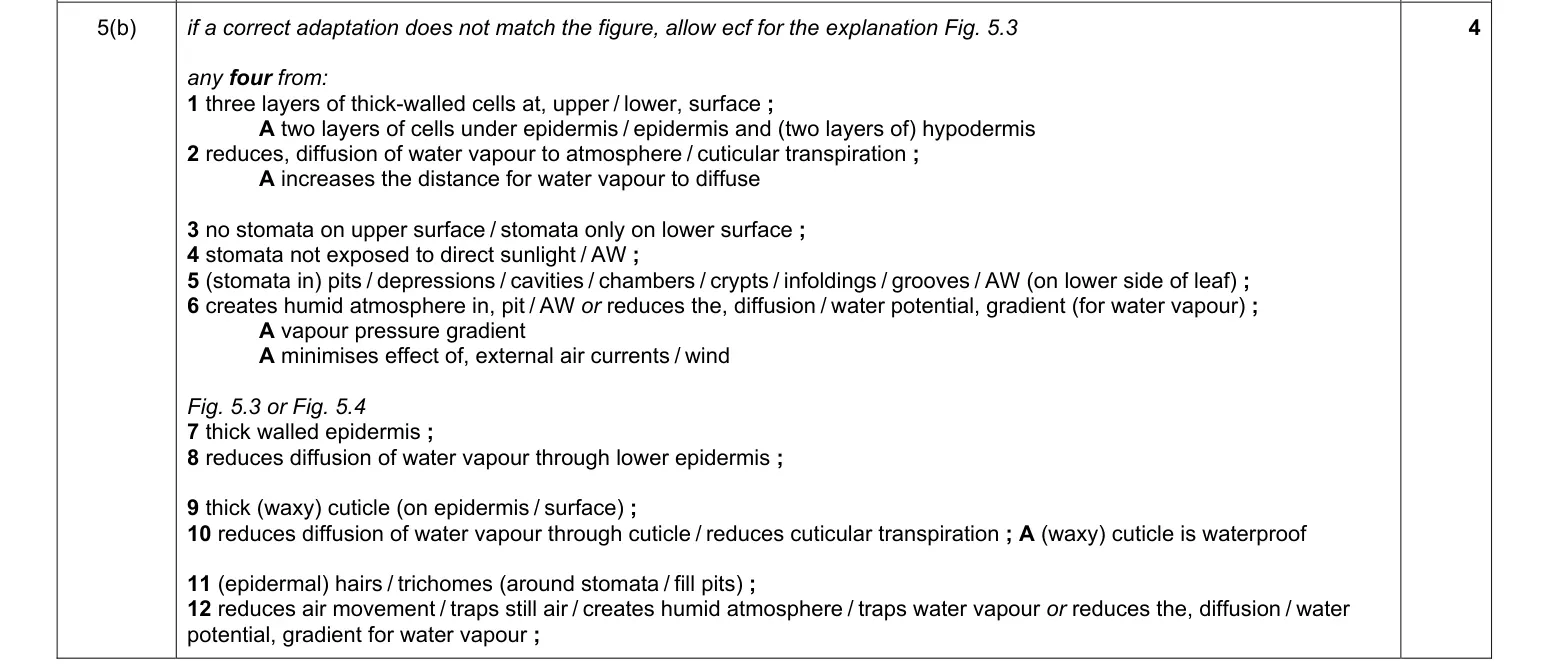 5(b) if a correct adaptation does not match the figure, allow ecf for the explanation Fig. 5.3 4
any four from:
1 three layers of thick-walled cells at, upper / lower, surface ;
A two layers of cells under epidermis / epidermis and (two layers of) hypodermis
2 reduces, diffusion of water vapour to atmosphere / cuticular transpiration ;
A increases the distance for water vapour to diffuse
3 no stomata on upper surface / stomata only on lower surface ;
4 stomata not exposed to direct sunlight / AW ;
5 (stomata in) pits / depressions / cavities / chambers / crypts / infoldings / grooves / AW (on lower side of leaf) ;
6 creates humid atmosphere in, pit / AW or reduces the, diffusion / water potential, gradient (for water vapour) ;
A vapour pressure gradient
A minimises effect of, external air currents / wind
Fig. 5.3 or Fig. 5.4
7 thick walled epidermis ;
8 reduces diffusion of water vapour through lower epidermis ;
9 thick (waxy) cuticle (on epidermis / surface) ;
10 reduces diffusion of water vapour through cuticle / reduces cuticular transpiration ; A (waxy) cuticle is waterproof
11 (epidermal) hairs / trichomes (around stomata / fill pits) ;
12 reduces air movement / traps still air / creates humid atmosphere / traps water vapour or reduces the, diffusion / water
potential, gradient for water vapour ;